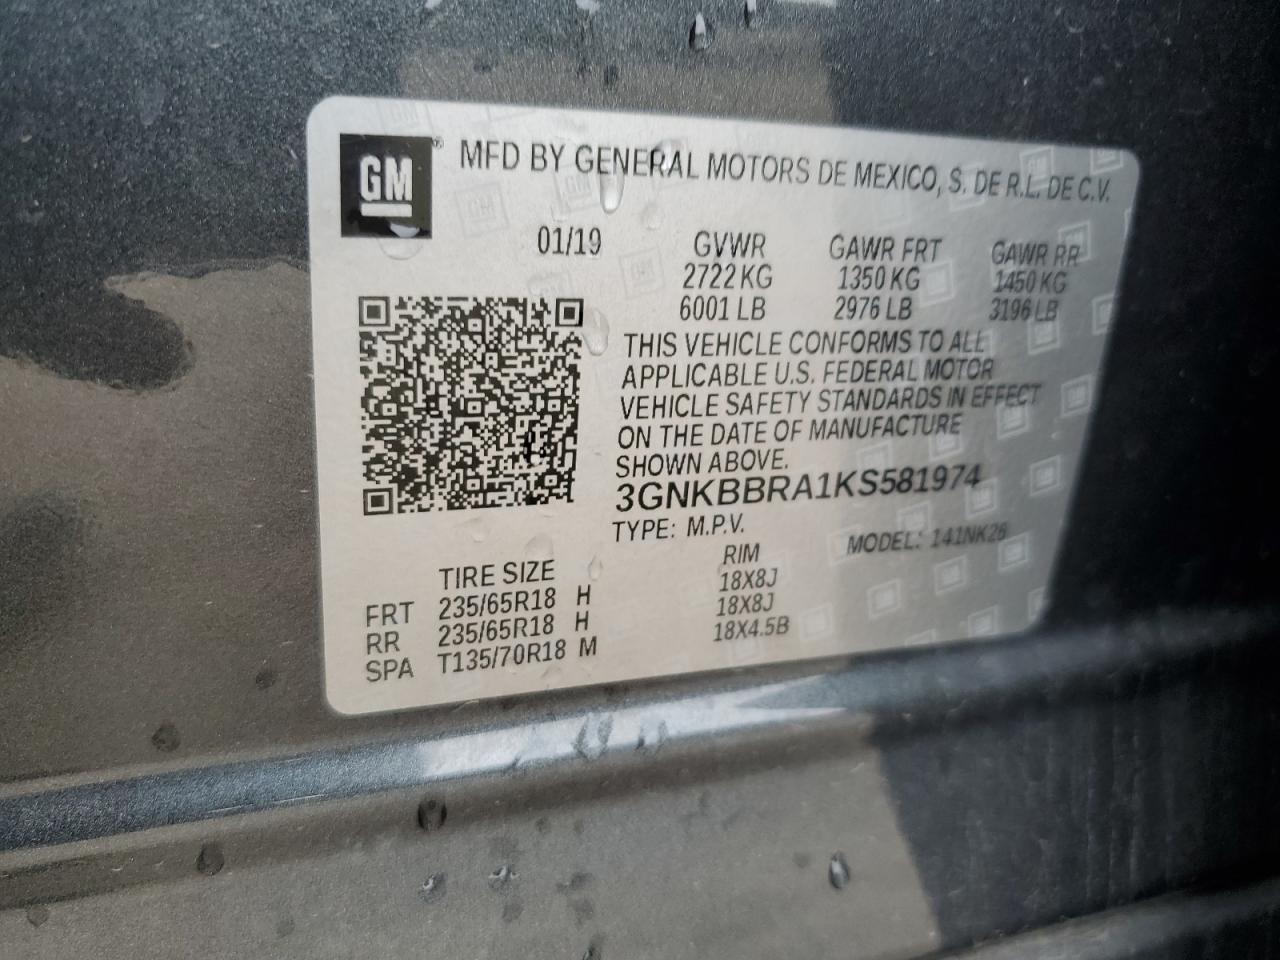 GM ® MFD BY GENERAL MOTORS DE MEXICO, S. DE R.L. DE C.V.
01/19 GVWR GAWR FRT GAWR RR
2722 KG 1350 KG 1450 KG
6001 LB 2976 LB 3196 LB
THIS VEHICLE CONFORMS TO ALL
APPLICABLE U.S. FEDERAL MOTOR
VEHICLE SAFETY STANDARDS IN EFFECT
ON THE DATE OF MANUFACTURE
SHOWN ABOVE.
3GNKBBRA1KS581974
TYPE: M.P.V. MODEL: 141NK26
TIRE SIZE RIM
FRT 235/65R18 H 18X8J
RR 235/65R18 H 18X8J
SPA T135/70R18 M 18X4.5B